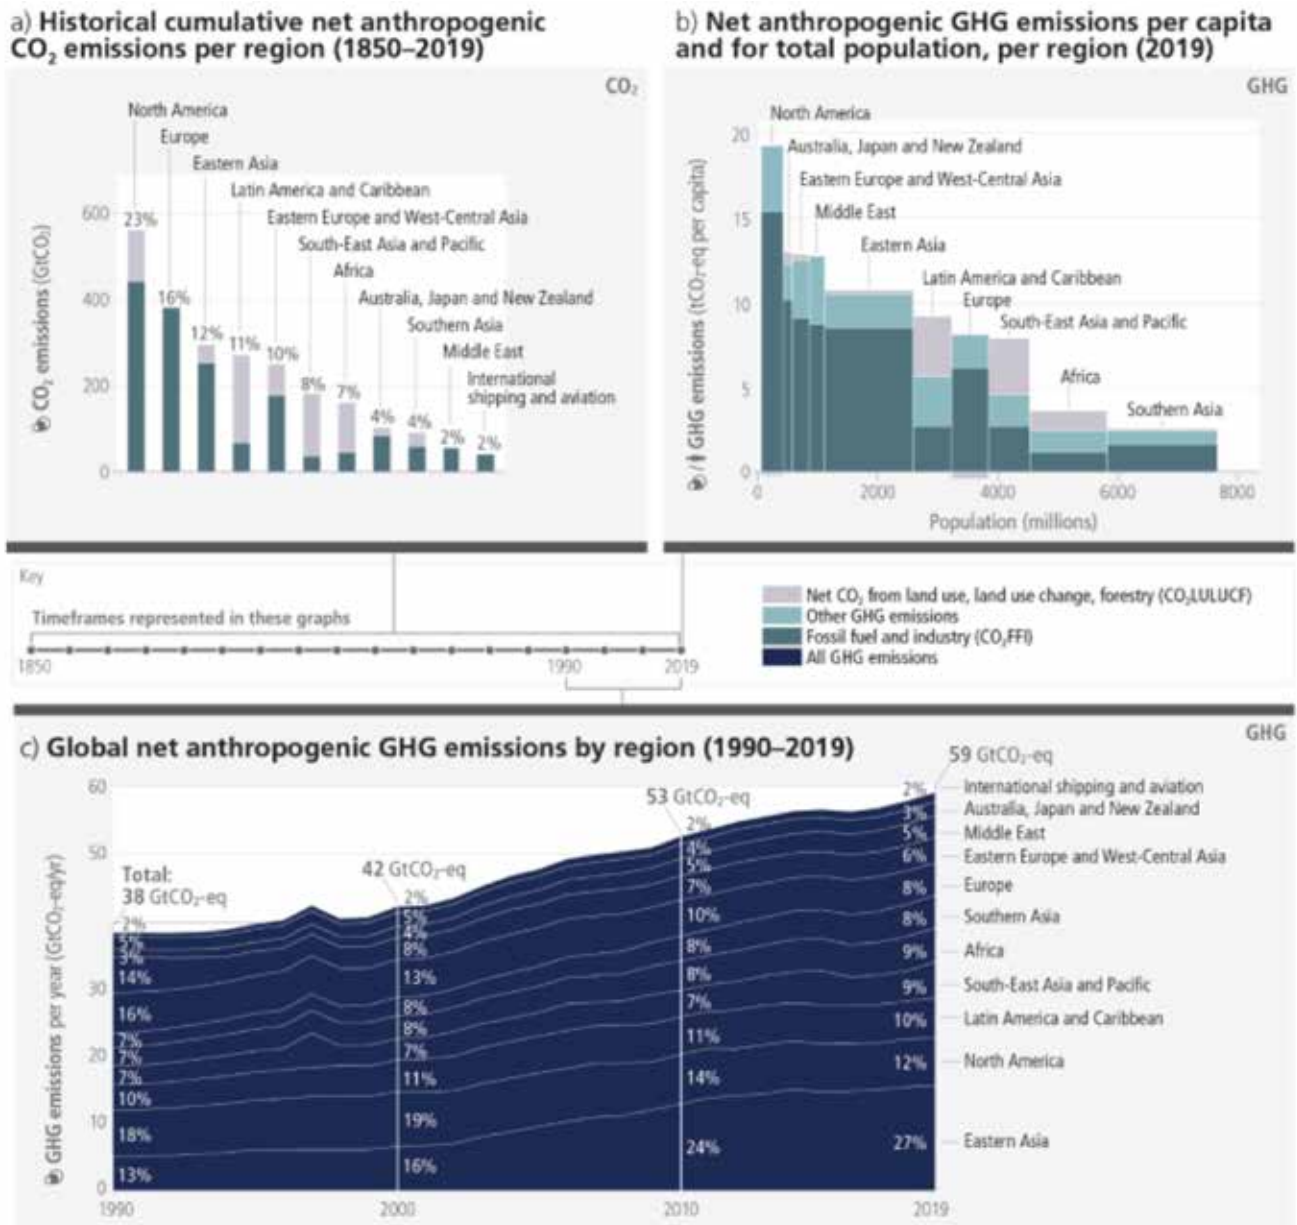 a) Historical cumulative net anthropogenic
CO₂ emissions per region (1850–2019)
CO₂
North America
Europe
Eastern Asia
Latin America and Caribbean
Eastern Europe and West-Central Asia
South-East Asia and Pacific
Africa
Australia, Japan and New Zealand
Southern Asia
Middle East
International
shipping and aviation
CO₂ emissions (GtCO₂)
600
400
200
0
23%
16%
12%
11%
10%
8%
7%
4%
4%
2%
2%
b) Net anthropogenic GHG emissions per capita
and for total population, per region (2019)
GHG
North America
Australia, Japan and New Zealand
Eastern Europe and West-Central Asia
Middle East
Eastern Asia
Latin America and Caribbean
Europe
South-East Asia and Pacific
Africa
Southern Asia
GHG emissions (tCO₂-eq per capita)
20
15
10
5
0
0 2000 4000 6000 8000
Population (millions)
Key
Timeframes represented in these graphs
1850 1990 2019
Net CO₂ from land use, land use change, forestry (CO₂LULUCF)
Other GHG emissions
Fossil fuel and industry (CO₂FFI)
All GHG emissions
c) Global net anthropogenic GHG emissions by region (1990–2019)
GHG
GHG emissions per year (GtCO₂-eq/yr)
60
50
30
20
10
0
Total:
38 GtCO₂-eq
2%
5%
3%
14%
16%
7%
7%
7%
10%
18%
13%
42 GtCO₂-eq
2%
5%
4%
8%
13%
8%
8%
7%
11%
19%
16%
53 GtCO₂-eq
2%
4%
5%
7%
10%
8%
8%
7%
11%
14%
24%
59 GtCO₂-eq
2% International shipping and aviation
3% Australia, Japan and New Zealand
5% Middle East
6% Eastern Europe and West-Central Asia
8% Europe
8% Southern Asia
9% Africa
9% South-East Asia and Pacific
10% Latin America and Caribbean
12% North America
27% Eastern Asia
1990 2000 2010 2019